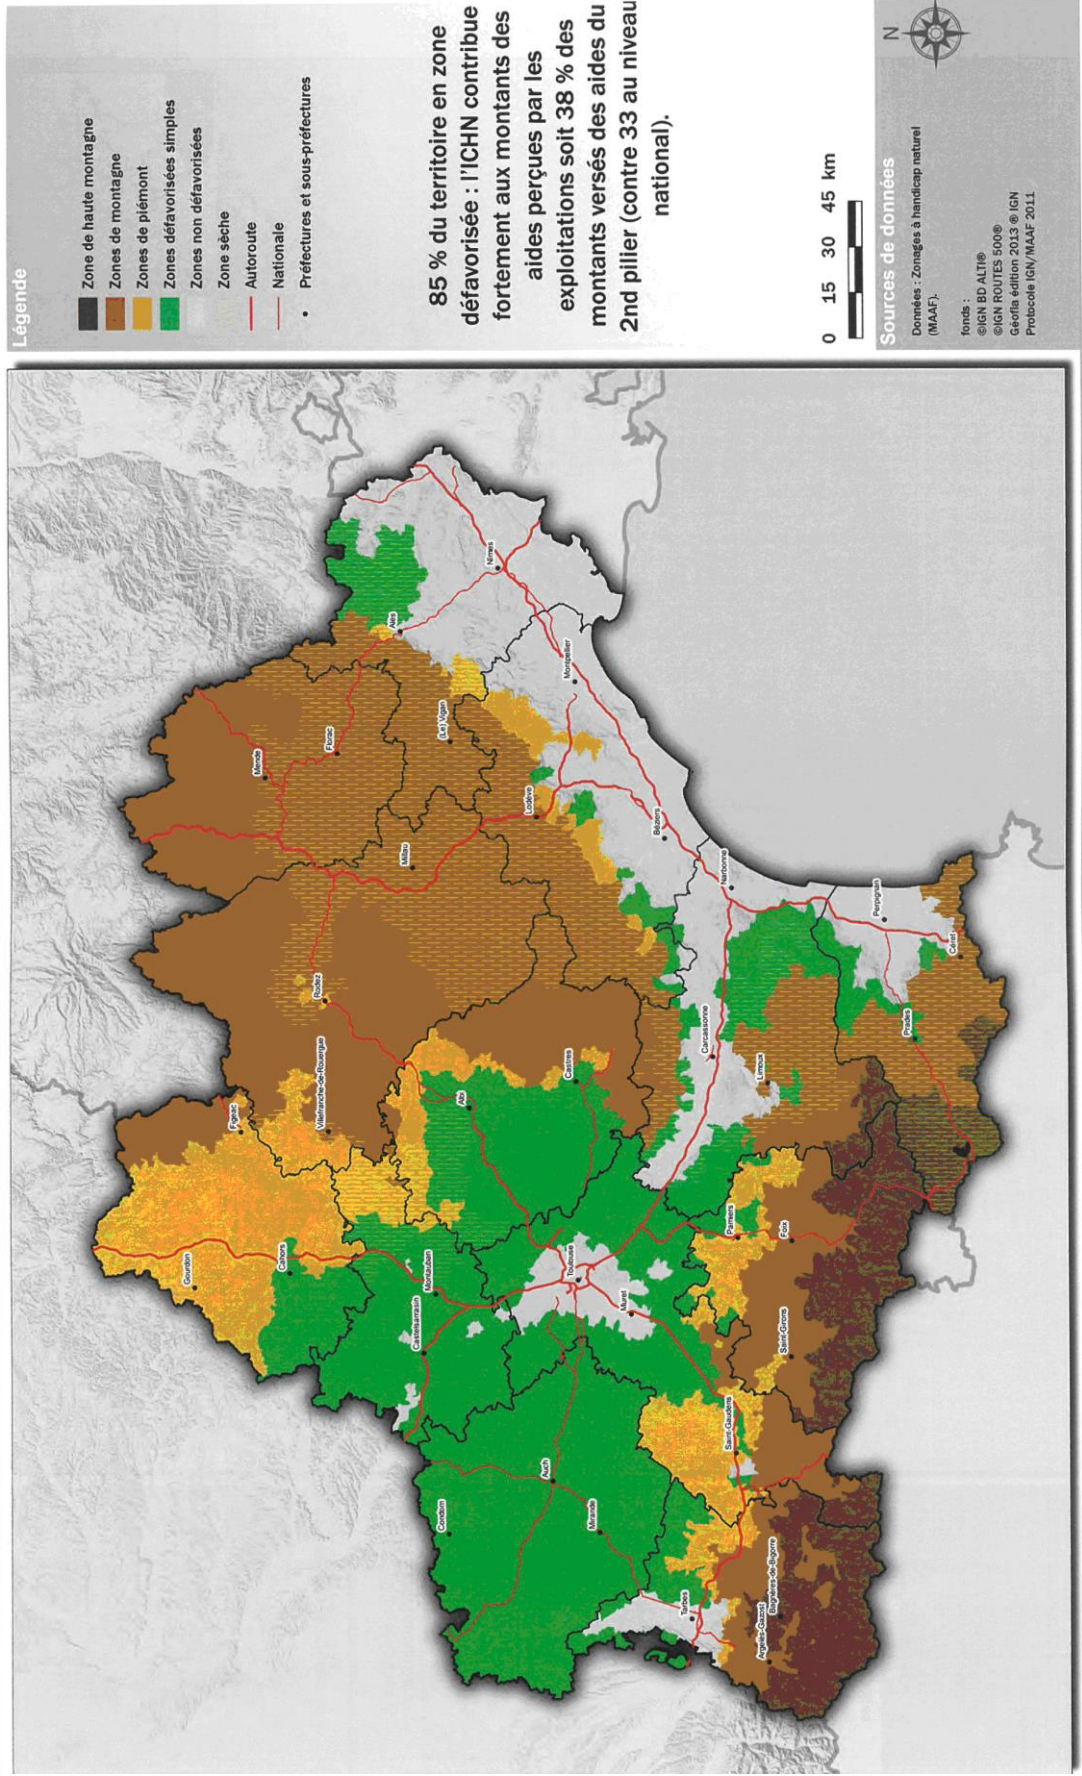 Légende
Zone de haute montagne
Zones de montagne
Zones de piémont
Zones défavorisées simples
Zones non défavorisées
Zone sèche
Autoroute
Nationale
Préfectures et sous-préfectures
85 % du territoire en zone
défavorisée : l'ICHN contribue
fortement aux montants des
aides perçues par les
exploitations soit 38 % des
montants versés des aides du
2nd pilier (contre 33 au niveau
national).
0 15 30 45 km
Sources de données
Données : Zonages à handicap naturel
(MAAF).
fonds :
©IGN BD ALTI®
©IGN ROUTES 500®
Géofla édition 2013 ® IGN
Protocole IGN/MAAF 2011
N
Gourdon
Figeac
Cahors
Villefranche-de-Rouergue
Rodez
Mende
Florac
Millau
Alès
(Le) Vigan
Nîmes
Montpellier
Lodève
Béziers
Narbonne
Montauban
Castelsarrasin
Albi
Castres
Condom
Auch
Mirande
Toulouse
Muret
Carcassonne
Limoux
Tarbes
Saint-Gaudens
Pamiers
Foix
Saint-Girons
Argelès-Gazost
Bagnères-de-Bigorre
Perpignan
Prades
Céret